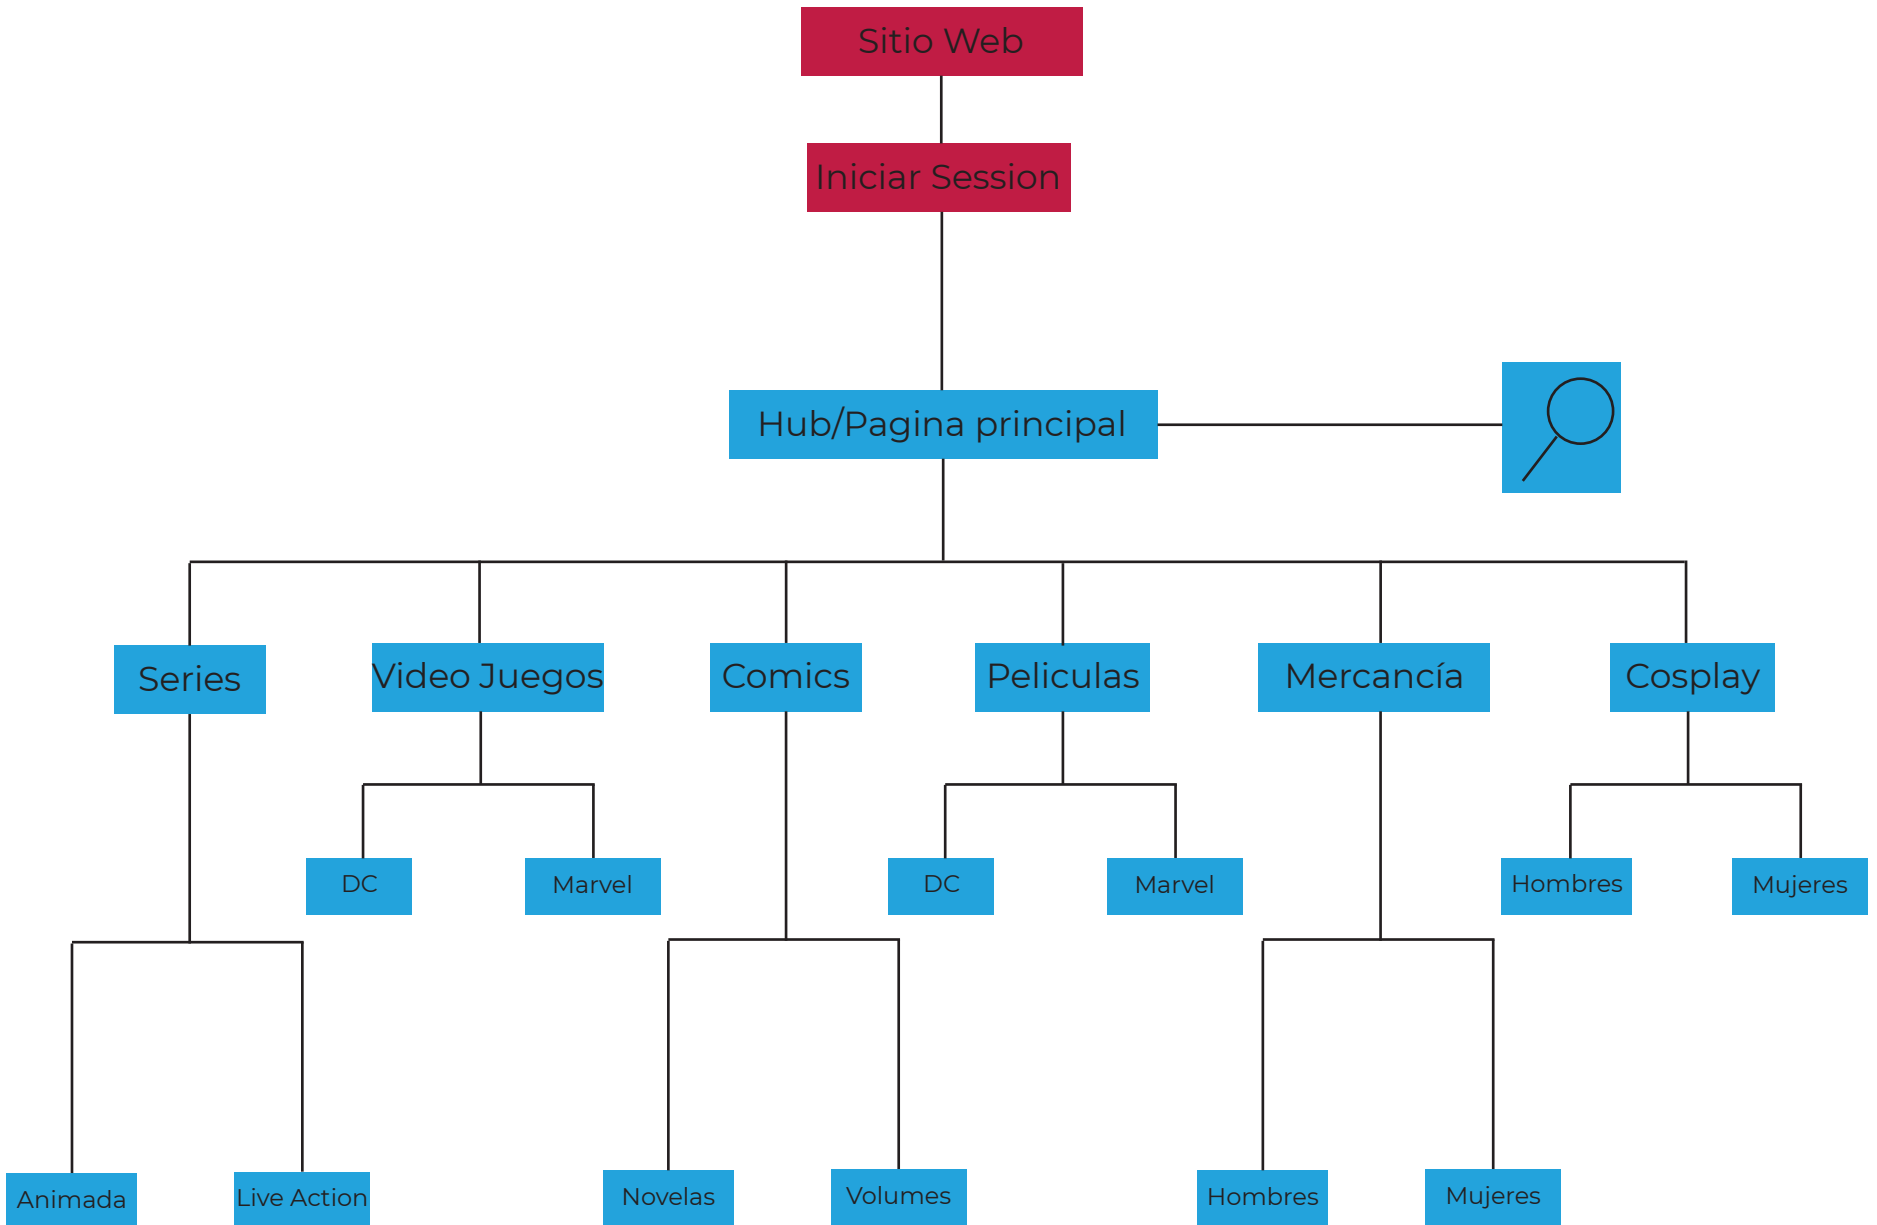 Sitio Web
Iniciar Session
Hub/Pagina principal
Series
Video Juegos
Comics
Peliculas
Mercancía
Cosplay
DC
Marvel
DC
Marvel
Hombres
Mujeres
Animada
Live Action
Novelas
Volumes
Hombres
Mujeres